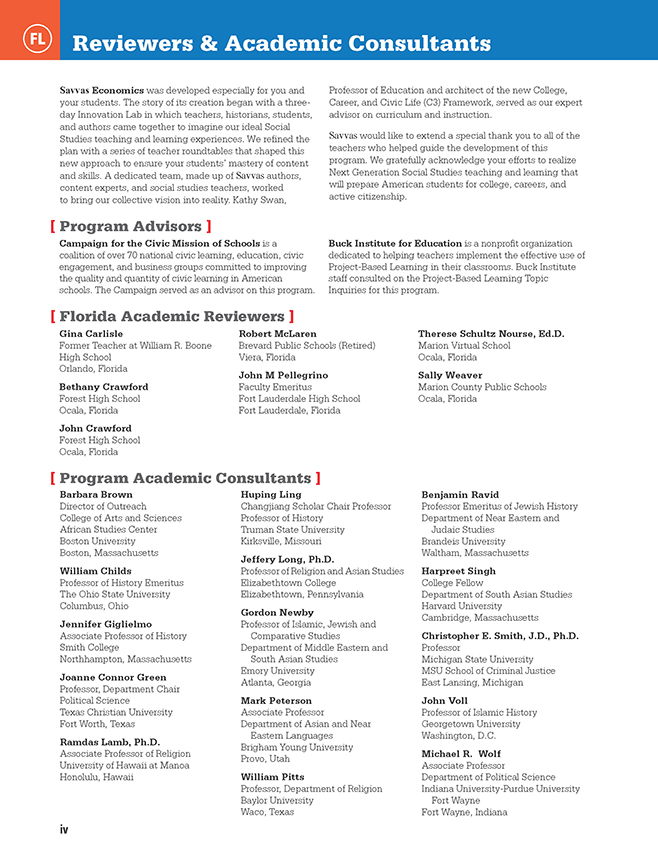 FL
Reviewers & Academic Consultants
Savvas Economics was developed especially for you and
your students. The story of its creation began with a three-
day Innovation Lab in which teachers, historians, students,
and authors came together to imagine our ideal Social
Studies teaching and learning experiences. We refined the
plan with a series of teacher roundtables that shaped this
new approach to ensure your students' mastery of content
and skills. A dedicated team, made up of Savvas authors,
content experts, and social studies teachers, worked
to bring our collective vision into reality. Kathy Swan,
Professor of Education and architect of the new College,
Career, and Civic Life (C3) Framework, served as our expert
advisor on curriculum and instruction.
Savvas would like to extend a special thank you to all of the
teachers who helped guide the development of this
program. We gratefully acknowledge your efforts to realize
Next Generation Social Studies teaching and learning that
will prepare American students for college, careers, and
active citizenship.
[ Program Advisors ]
Campaign for the Civic Mission of Schools is a
coalition of over 70 national civic learning, education, civic
engagement, and business groups committed to improving
the quality and quantity of civic learning in American
schools. The Campaign served as an advisor on this program.
Buck Institute for Education is a nonprofit organization
dedicated to helping teachers implement the effective use of
Project-Based Learning in their classrooms. Buck Institute
staff consulted on the Project-Based Learning Topic
Inquiries for this program.
[ Florida Academic Reviewers ]
Gina Carlisle
Former Teacher at William R. Boone
High School
Orlando, Florida
Bethany Crawford
Forest High School
Ocala, Florida
John Crawford
Forest High School
Ocala, Florida
Robert McLaren
Brevard Public Schools (Retired)
Viera, Florida
John M Pellegrino
Faculty Emeritus
Fort Lauderdale High School
Fort Lauderdale, Florida
Therese Schultz Nourse, Ed.D.
Marion Virtual School
Ocala, Florida
Sally Weaver
Marion County Public Schools
Ocala, Florida
[ Program Academic Consultants ]
Barbara Brown
Director of Outreach
College of Arts and Sciences
African Studies Center
Boston University
Boston, Massachusetts
William Childs
Professor of History Emeritus
The Ohio State University
Columbus, Ohio
Jennifer Giglielmo
Associate Professor of History
Smith College
Northhampton, Massachusetts
Joanne Connor Green
Professor, Department Chair
Political Science
Texas Christian University
Fort Worth, Texas
Ramdas Lamb, Ph.D.
Associate Professor of Religion
University of Hawaii at Manoa
Honolulu, Hawaii
Huping Ling
Changjiang Scholar Chair Professor
Professor of History
Truman State University
Kirksville, Missouri
Jeffery Long, Ph.D.
Professor of Religion and Asian Studies
Elizabethtown College
Elizabethtown, Pennsylvania
Gordon Newby
Professor of Islamic, Jewish and
Comparative Studies
Department of Middle Eastern and
South Asian Studies
Emory University
Atlanta, Georgia
Mark Peterson
Associate Professor
Department of Asian and Near
Eastern Languages
Brigham Young University
Provo, Utah
William Pitts
Professor, Department of Religion
Baylor University
Waco, Texas
Benjamin Ravid
Professor Emeritus of Jewish History
Department of Near Eastern and
Judaic Studies
Brandeis University
Waltham, Massachusetts
Harpreet Singh
College Fellow
Department of South Asian Studies
Harvard University
Cambridge, Massachusetts
Christopher E. Smith, J.D., Ph.D.
Professor
Michigan State University
MSU School of Criminal Justice
East Lansing, Michigan
John Voll
Professor of Islamic History
Georgetown University
Washington, D.C.
Michael R. Wolf
Associate Professor
Department of Political Science
Indiana University-Purdue University
Fort Wayne
Fort Wayne, Indiana
iv